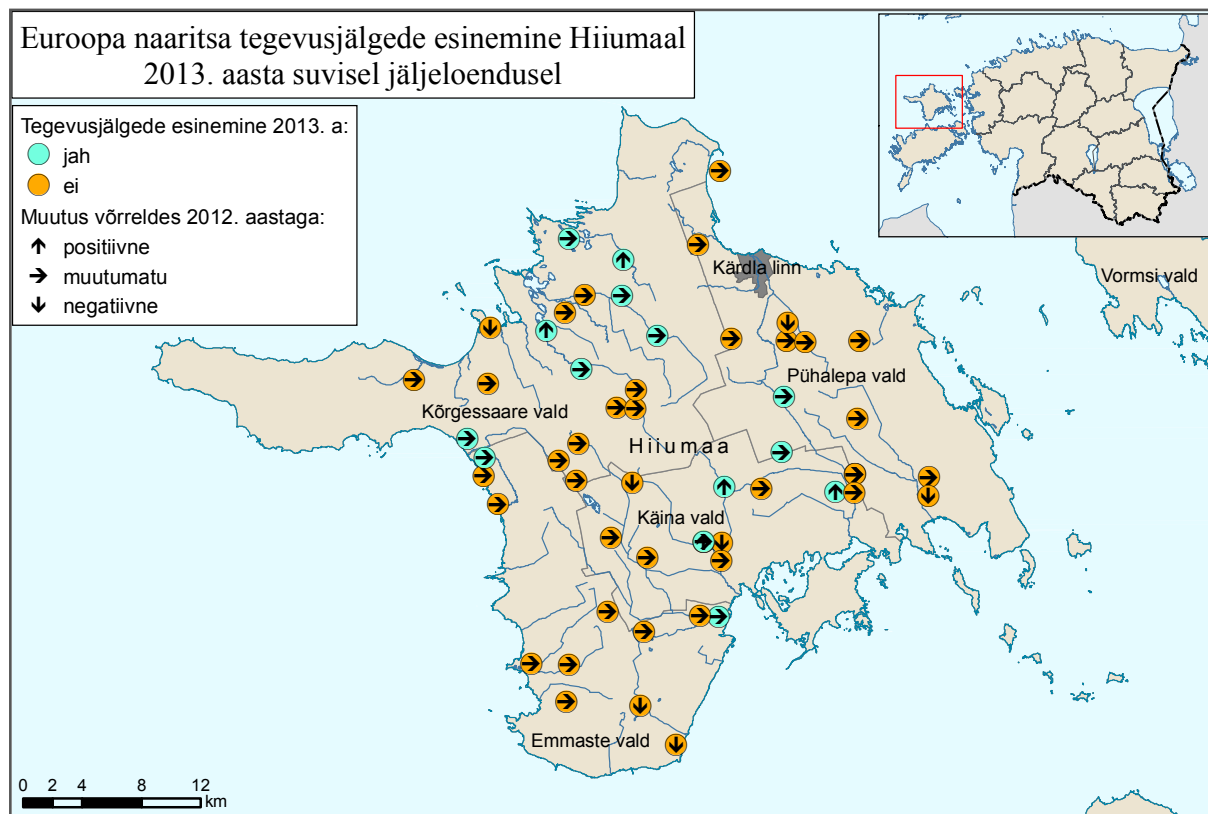 Euroopa naaritsa tegevusjälgede esinemine Hiiumaal
2013. aasta suvisel jäljeloendusel
Tegevusjälgede esinemine 2013. a:
jah
ei
Muutus võrreldes 2012. aastaga:
positiivne
muutumatu
negatiivne
Kärdla linn
Vormsi vald
Pühalepa vald
Kõrgessaare vald
Hiiumaa
Käina vald
Emmaste vald
0 2 4 8 12
km